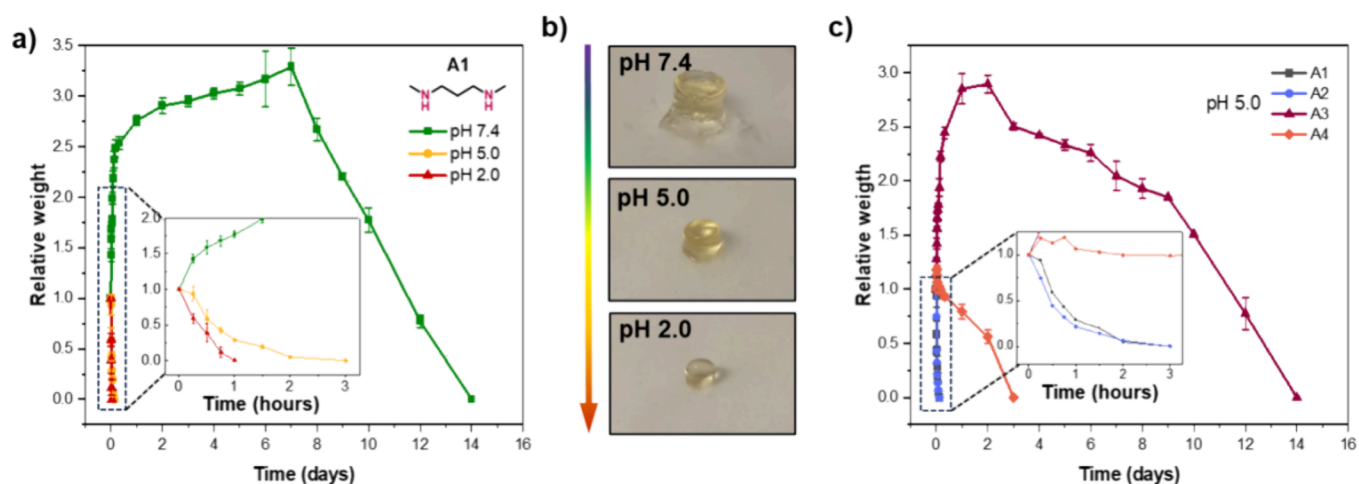 a)
3.5
3.0
2.5
2.0
1.5
1.0
0.5
0.0
Relative weight
A1
N
H
N
H
pH 7.4
pH 5.0
pH 2.0
2.0
1.5
1.0
0.5
0.0
0 1 2 3
Time (hours)
0 2 4 6 8 10 12 14 16
Time (days)
b)
pH 7.4
pH 5.0
pH 2.0
c)
3.0
2.5
2.0
1.5
1.0
0.5
0.0
Relative weigth
pH 5.0
A1
A2
A3
A4
1.0
0.5
0.0
0 1 2 3
Time (hours)
0 2 4 6 8 10 12 14 16
Time (days)